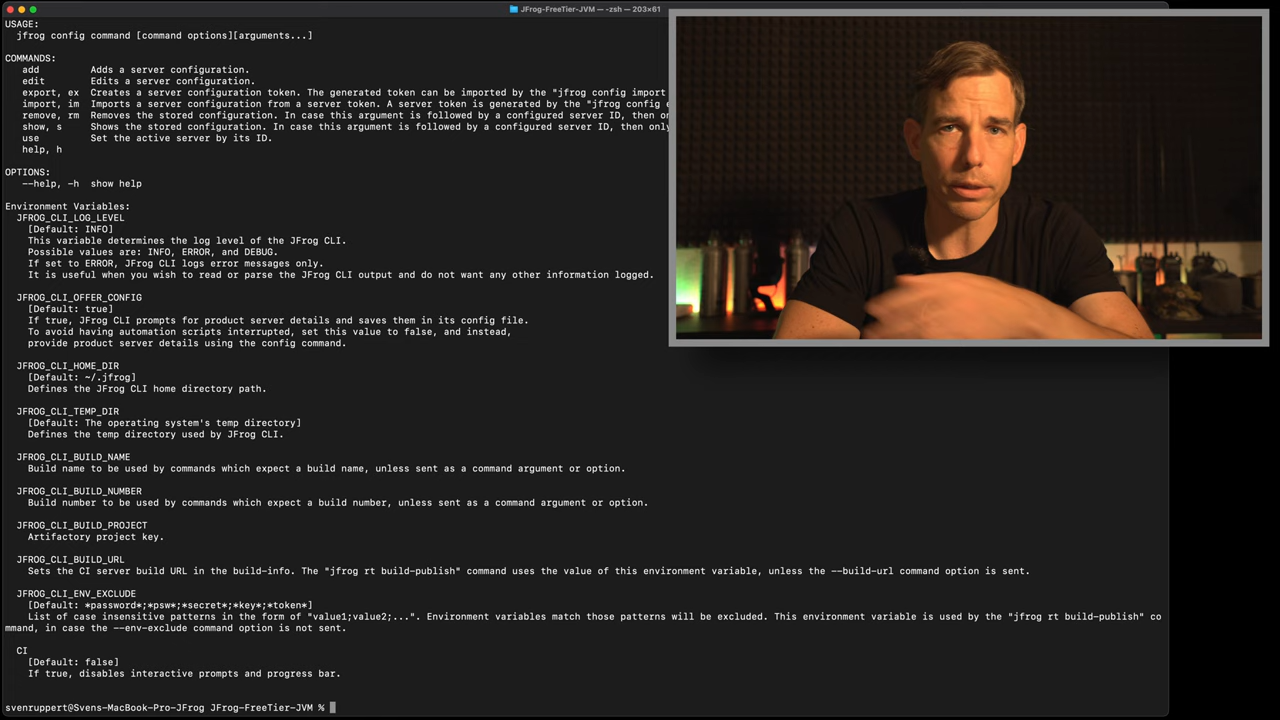 JFrog-FreeTier-JVM — -zsh — 203×61
USAGE:
jfrog config command [command options][arguments...]
COMMANDS:
add Adds a server configuration.
edit Edits a server configuration.
export, ex Creates a server configuration token. The generated token can be imported by the "jfrog config import
import, im Imports a server configuration from a server token. A server token is generated by the "jfrog config e
remove, rm Removes the stored configuration. In case this argument is followed by a configured server ID, then on
show, s Shows the stored configuration. In case this argument is followed by a configured server ID, then only
use Set the active server by its ID.
help, h
OPTIONS:
--help, -h show help
Environment Variables:
JFROG_CLI_LOG_LEVEL
[Default: INFO]
This variable determines the log level of the JFrog CLI.
Possible values are: INFO, ERROR, and DEBUG.
If set to ERROR, JFrog CLI logs error messages only.
It is useful when you wish to read or parse the JFrog CLI output and do not want any other information logged.
JFROG_CLI_OFFER_CONFIG
[Default: true]
If true, JFrog CLI prompts for product server details and saves them in its config file.
To avoid having automation scripts interrupted, set this value to false, and instead,
provide product server details using the config command.
JFROG_CLI_HOME_DIR
[Default: ~/.jfrog]
Defines the JFrog CLI home directory path.
JFROG_CLI_TEMP_DIR
[Default: The operating system's temp directory]
Defines the temp directory used by JFrog CLI.
JFROG_CLI_BUILD_NAME
Build name to be used by commands which expect a build name, unless sent as a command argument or option.
JFROG_CLI_BUILD_NUMBER
Build number to be used by commands which expect a build number, unless sent as a command argument or option.
JFROG_CLI_BUILD_PROJECT
Artifactory project key.
JFROG_CLI_BUILD_URL
Sets the CI server build URL in the build-info. The "jfrog rt build-publish" command uses the value of this environment variable, unless the --build-url command option is sent.
JFROG_CLI_ENV_EXCLUDE
[Default: *password*;*psw*;*secret*;*key*;*token*]
List of case insensitive patterns in the form of "value1;value2;...". Environment variables match those patterns will be excluded. This environment variable is used by the "jfrog rt build-publish" co
mmand, in case the --env-exclude command option is not sent.
CI
[Default: false]
If true, disables interactive prompts and progress bar.
svenruppert@Svens-MacBook-Pro-JFrog JFrog-FreeTier-JVM %